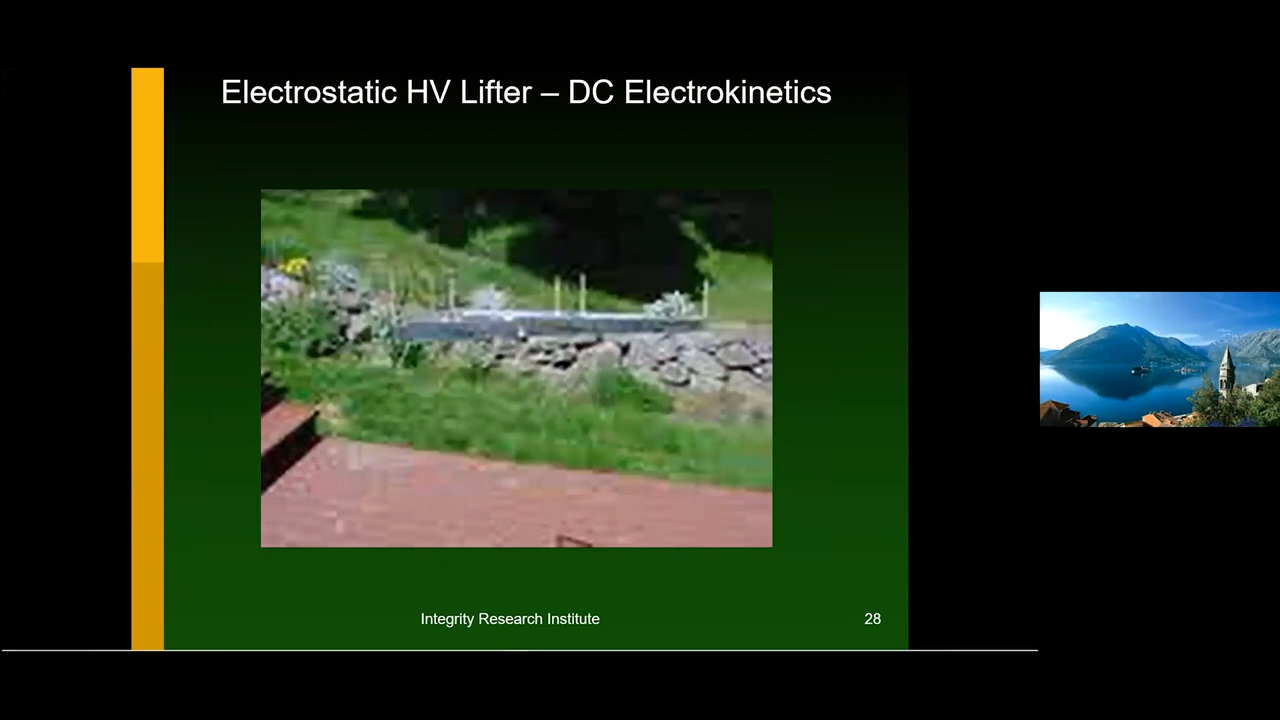 Electrostatic HV Lifter – DC Electrokinetics
Integrity Research Institute
28